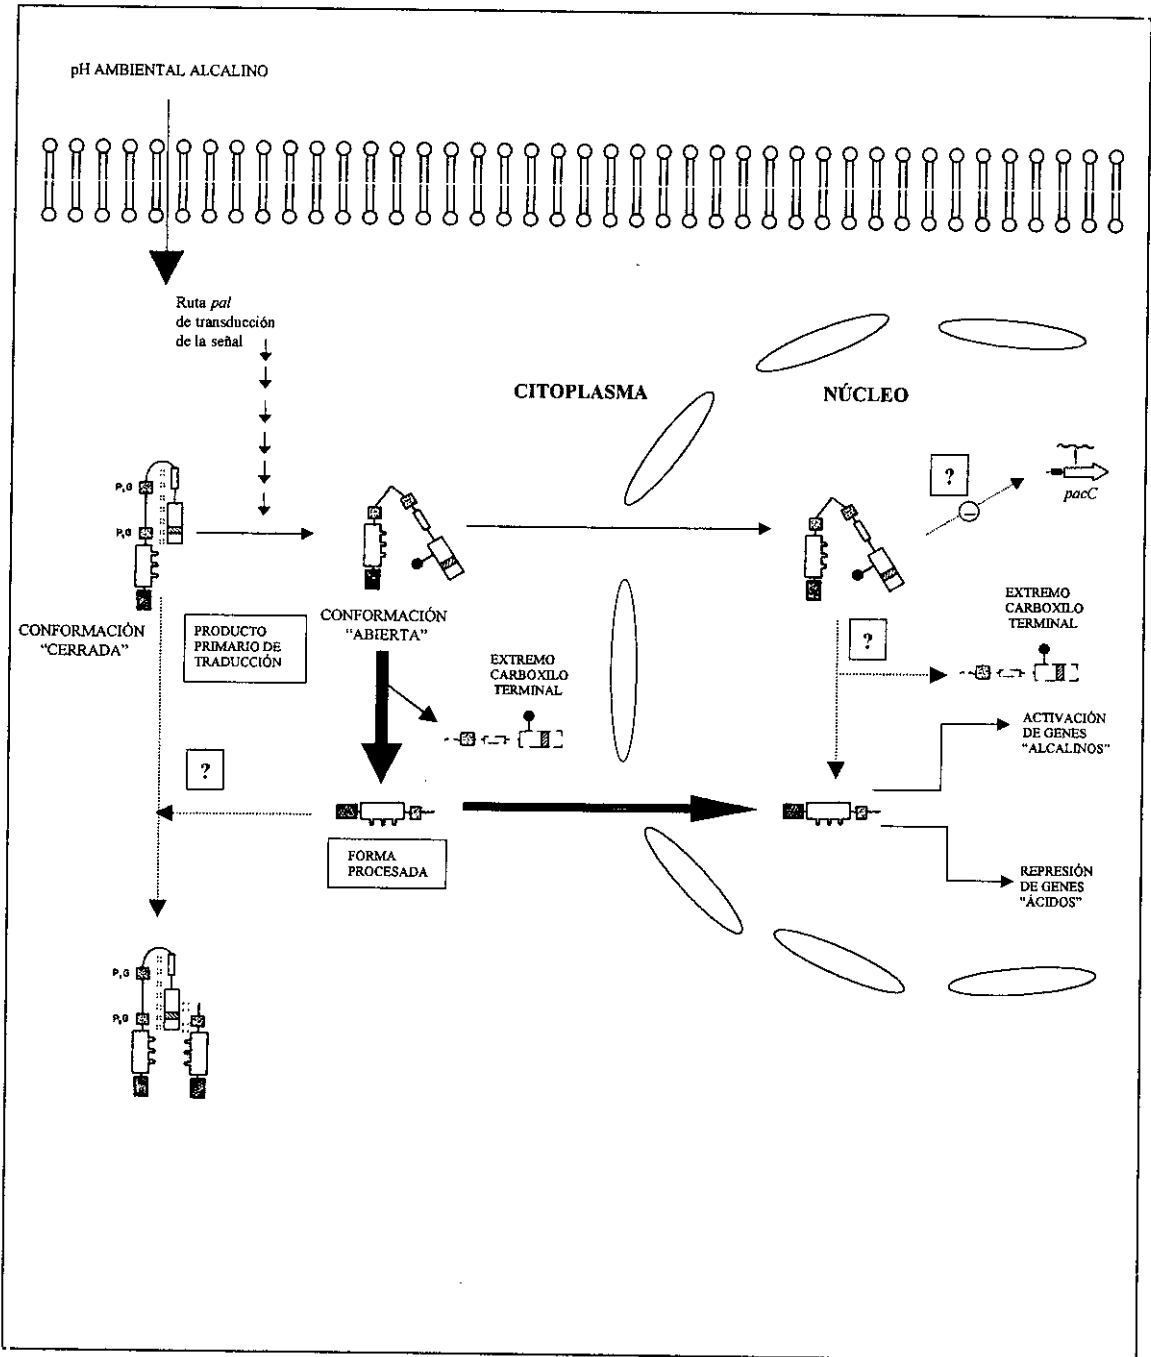 pH AMBIENTAL ALCALINO
Ruta pal
de transducción
de la señal
CITOPLASMA
NÚCLEO
?
pacC
P,G
P,G
CONFORMACIÓN
"CERRADA"
PRODUCTO
PRIMARIO DE
TRADUCCIÓN
CONFORMACIÓN
"ABIERTA"
EXTREMO
CARBOXILO
TERMINAL
?
EXTREMO
CARBOXILO
TERMINAL
?
ACTIVACIÓN
DE GENES
"ALCALINOS"
FORMA
PROCESADA
REPRESIÓN
DE GENES
"ÁCIDOS"
P,G
P,G